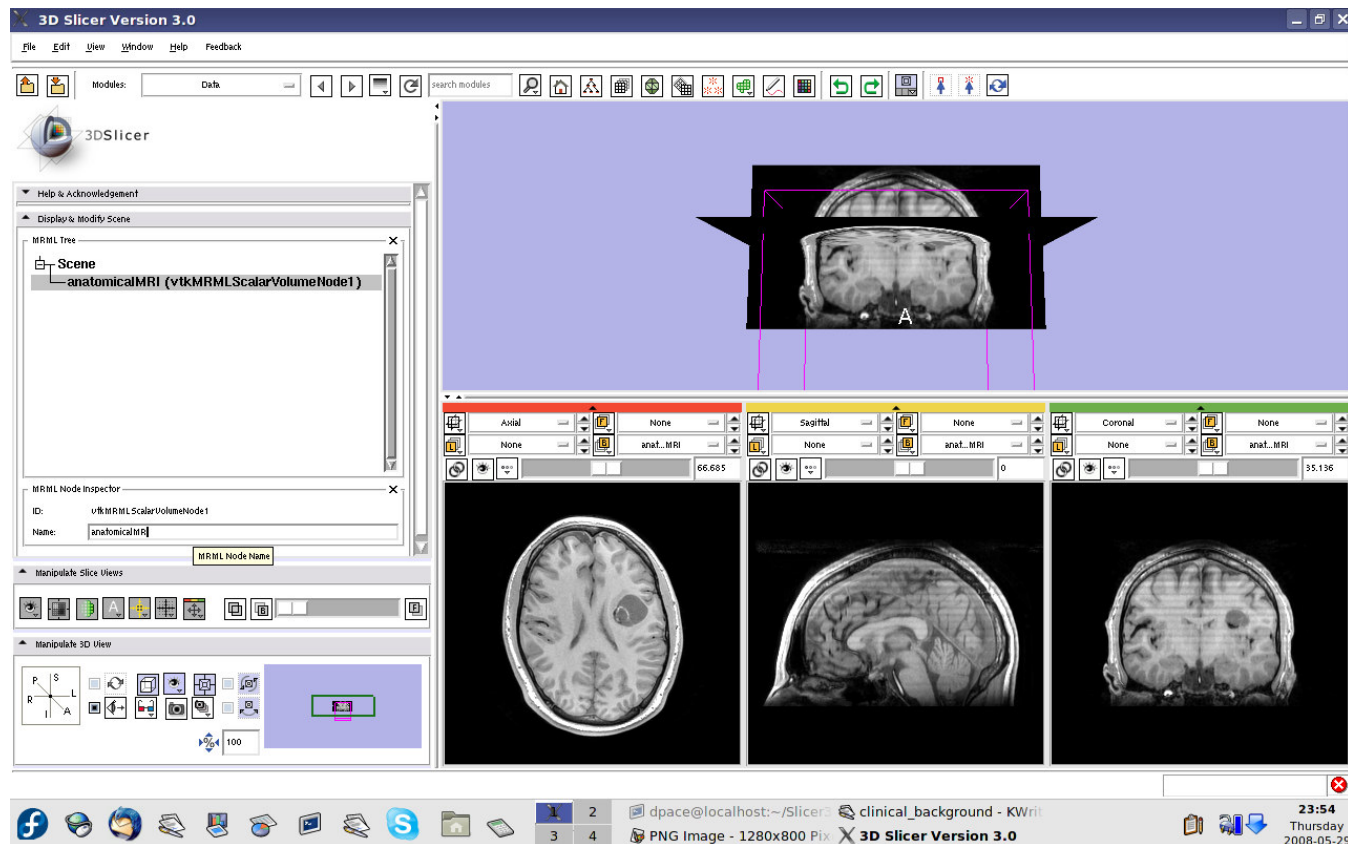 3D Slicer Version 3.0
File Edit View Window Help Feedback
Modules: Data search modules
3DSlicer
Help & Acknowledgement
Display & Modify Scene
MRML Tree
Scene
anatomicalMRI (vtkMRMLScalarVolumeNode1)
MRML Node Inspector
ID: vtkMRMLScalarVolumeNode1
Name: anatomicalMRI
MRML Node Name
Manipulate Slice Views
Manipulate 3D View
P S
R L
I A
100
A
Axial None
None anat...MRI
66.685
Sagittal None
None anat...MRI
0
Coronal None
None anat...MRI
35.136
1 2
3 4
dpace@localhost:~/Slicer3
clinical_background - KWrit
PNG Image - 1280x800 Pix
3D Slicer Version 3.0
23:54
Thursday
2008-05-29